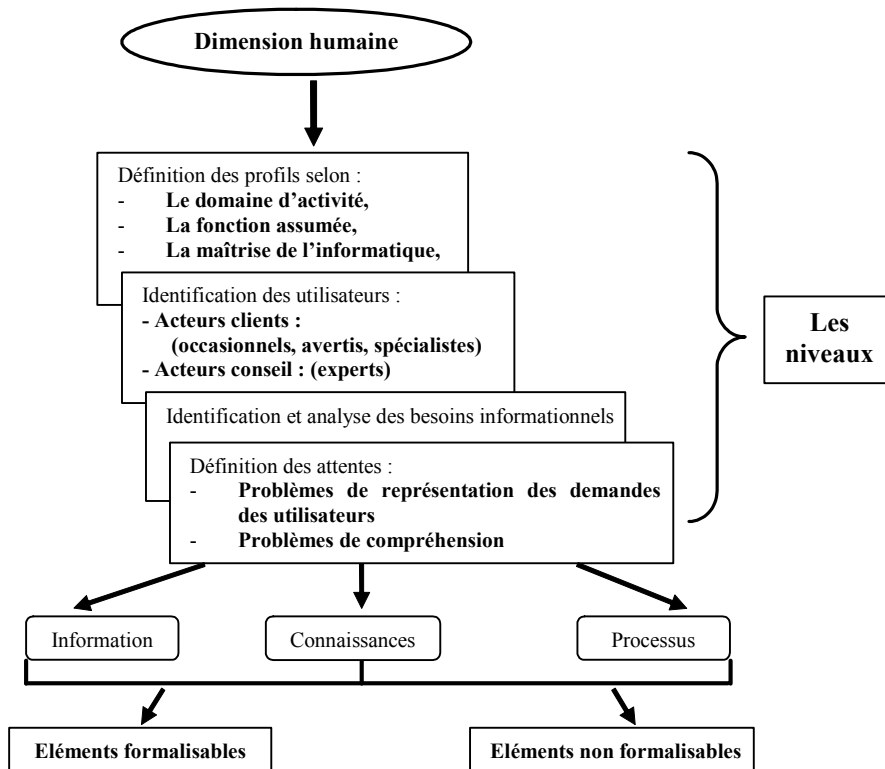 Dimension humaine
Définition des profils selon :
- Le domaine d’activité,
- La fonction assumée,
- La maîtrise de l’informatique,
Identification des utilisateurs :
- Acteurs clients :
(occasionnels, avertis, spécialistes)
- Acteurs conseil : (experts)
Identification et analyse des besoins informationnels
Définition des attentes :
- Problèmes de représentation des demandes
des utilisateurs
- Problèmes de compréhension
Les
niveaux
Information
Connaissances
Processus
Eléments formalisables
Eléments non formalisables